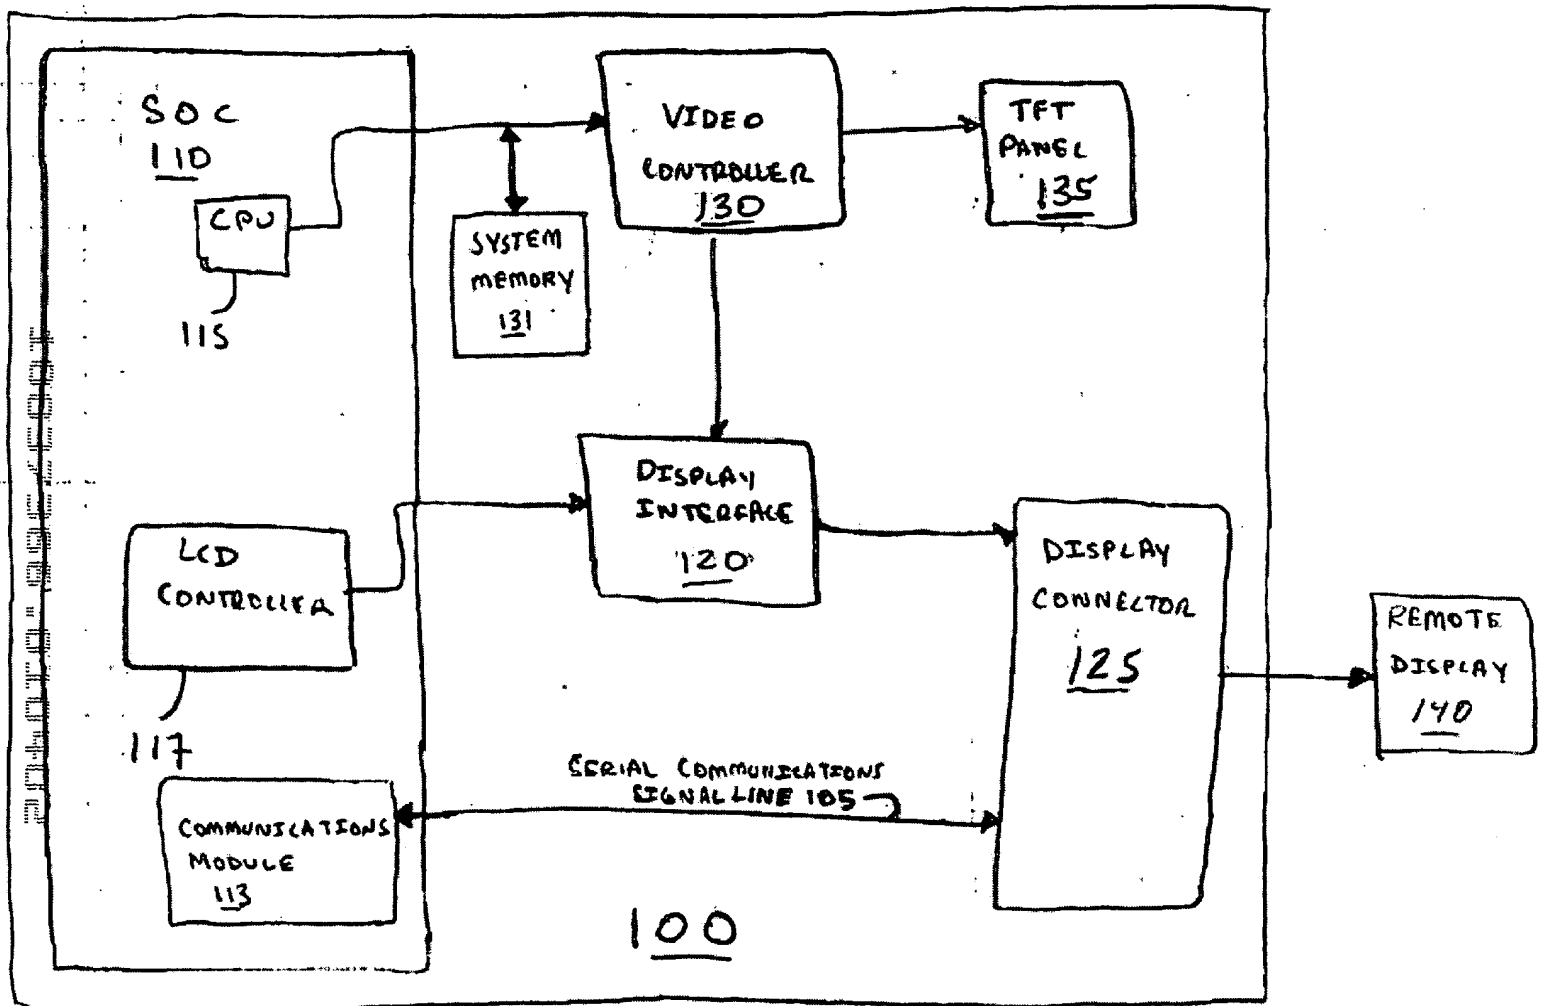 SOC
110
CPU
115
VIDEO
CONTROLLER
130
TFT
PANEL
135
SYSTEM
MEMORY
131
DISPLAY
INTERFACE
120
LCD
CONTROLLER
117
DISPLAY
CONNECTOR
125
REMOTE
DISPLAY
140
SERIAL COMMUNICATIONS
SIGNAL LINE 105
COMMUNICATIONS
MODULE
113
100